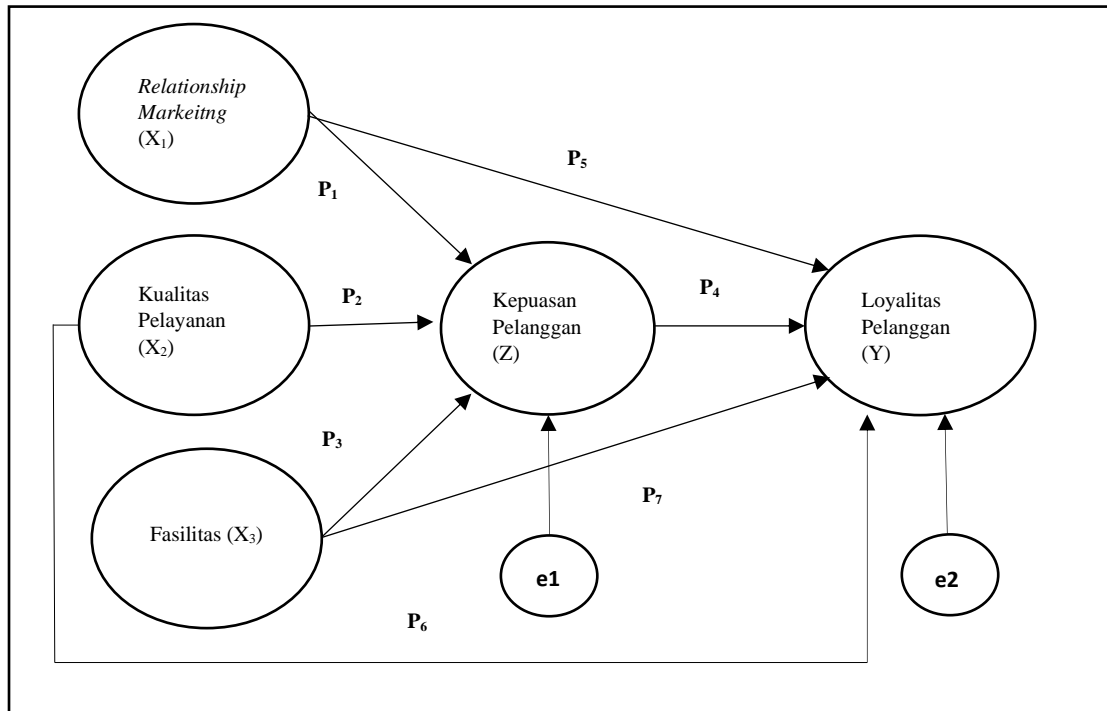 Relationship
Markeitng
(X₁)
P₅
P₁
Kualitas
Pelayanan
(X₂)
P₂
Kepuasan
Pelanggan
(Z)
P₄
Loyalitas
Pelanggan
(Y)
P₃
Fasilitas (X₃)
P₇
e1
e2
P₆